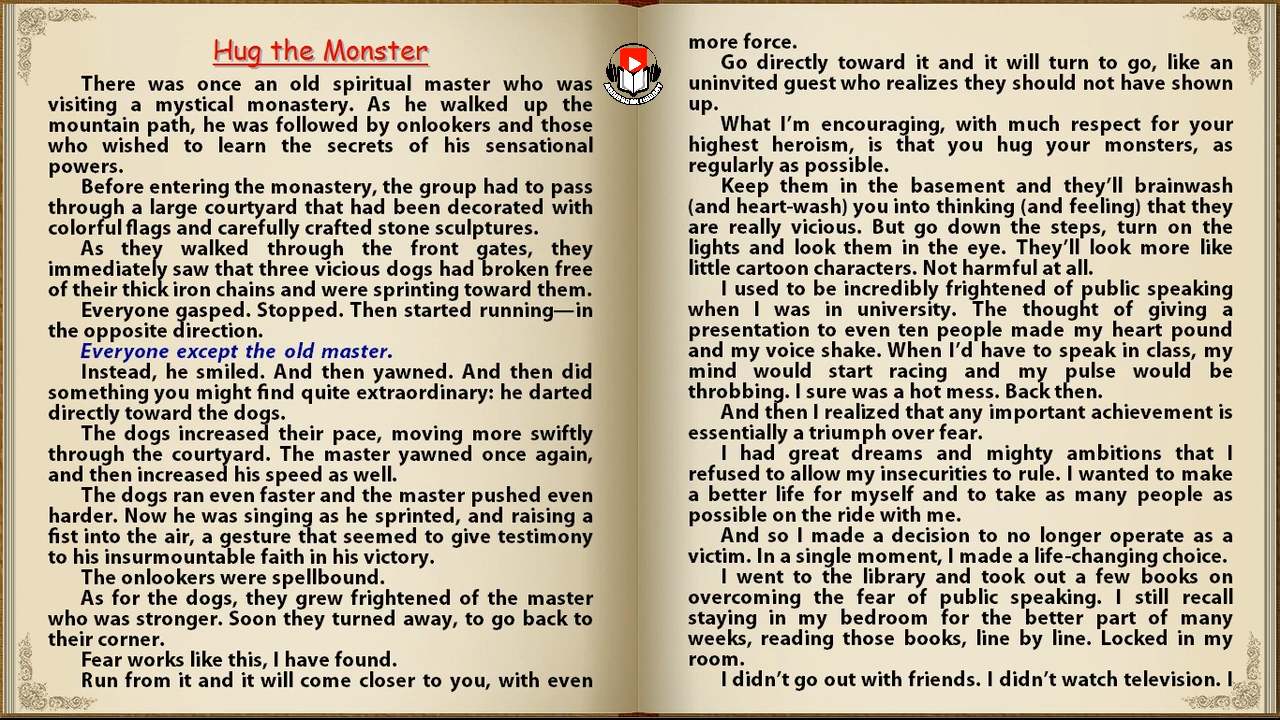 Hug the Monster
There was once an old spiritual master who was
visiting a mystical monastery. As he walked up the
mountain path, he was followed by onlookers and those
who wished to learn the secrets of his sensational
powers.
Before entering the monastery, the group had to pass
through a large courtyard that had been decorated with
colorful flags and carefully crafted stone sculptures.
As they walked through the front gates, they
immediately saw that three vicious dogs had broken free
of their thick iron chains and were sprinting toward them.
Everyone gasped. Stopped. Then started running—in
the opposite direction.
Everyone except the old master.
Instead, he smiled. And then yawned. And then did
something you might find quite extraordinary: he darted
directly toward the dogs.
The dogs increased their pace, moving more swiftly
through the courtyard. The master yawned once again,
and then increased his speed as well.
The dogs ran even faster and the master pushed even
harder. Now he was singing as he sprinted, and raising a
fist into the air, a gesture that seemed to give testimony
to his insurmountable faith in his victory.
The onlookers were spellbound.
As for the dogs, they grew frightened of the master
who was stronger. Soon they turned away, to go back to
their corner.
Fear works like this, I have found.
Run from it and it will come closer to you, with even
more force.
Go directly toward it and it will turn to go, like an
uninvited guest who realizes they should not have shown
up.
What I'm encouraging, with much respect for your
highest heroism, is that you hug your monsters, as
regularly as possible.
Keep them in the basement and they'll brainwash
(and heart-wash) you into thinking (and feeling) that they
are really vicious. But go down the steps, turn on the
lights and look them in the eye. They'll look more like
little cartoon characters. Not harmful at all.
I used to be incredibly frightened of public speaking
when I was in university. The thought of giving a
presentation to even ten people made my heart pound
and my voice shake. When I'd have to speak in class, my
mind would start racing and my pulse would be
throbbing. I sure was a hot mess. Back then.
And then I realized that any important achievement is
essentially a triumph over fear.
I had great dreams and mighty ambitions that I
refused to allow my insecurities to rule. I wanted to make
a better life for myself and to take as many people as
possible on the ride with me.
And so I made a decision to no longer operate as a
victim. In a single moment, I made a life-changing choice.
I went to the library and took out a few books on
overcoming the fear of public speaking. I still recall
staying in my bedroom for the better part of many
weeks, reading those books, line by line. Locked in my
room.
I didn't go out with friends. I didn't watch television. I